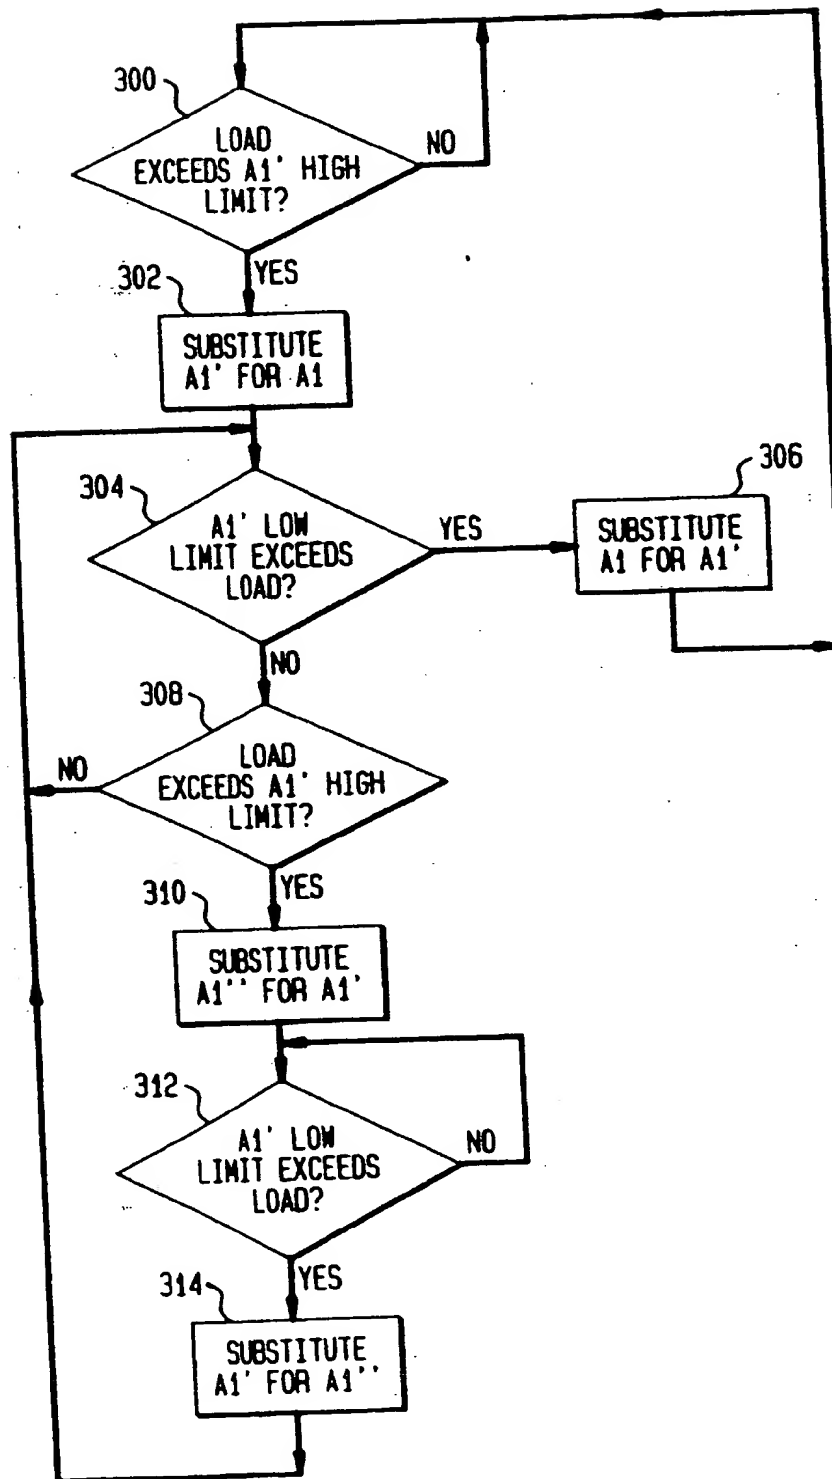 300
LOAD
EXCEEDS A1' HIGH
LIMIT?
NO
YES
302
SUBSTITUTE
A1' FOR A1
304
A1' LOW
LIMIT EXCEEDS
LOAD?
YES
306
SUBSTITUTE
A1 FOR A1'
NO
308
LOAD
EXCEEDS A1' HIGH
LIMIT?
NO
YES
310
SUBSTITUTE
A1'' FOR A1'
312
A1' LOW
LIMIT EXCEEDS
LOAD?
NO
YES
314
SUBSTITUTE
A1' FOR A1''